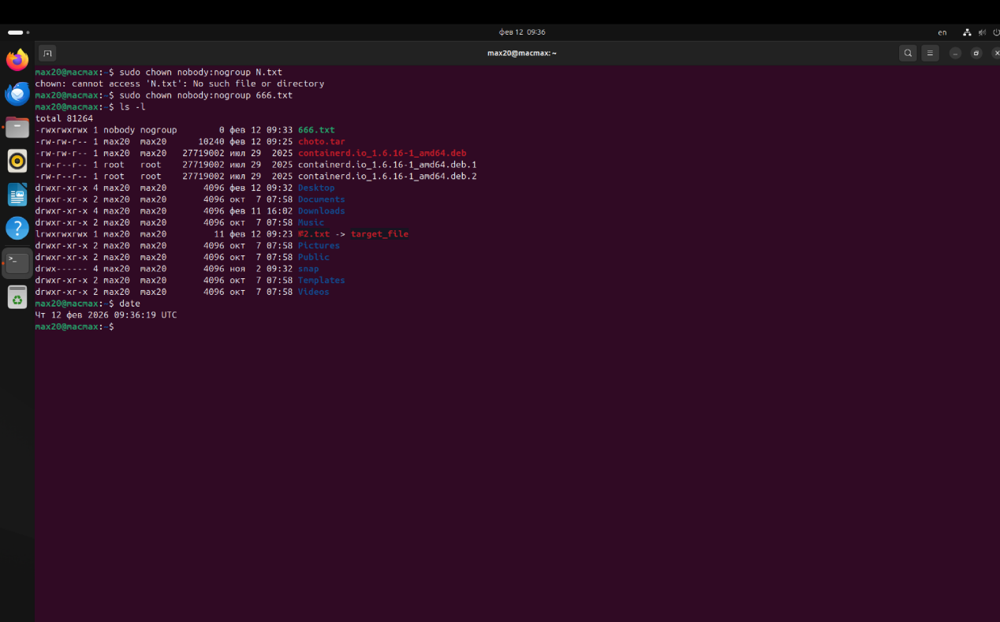 фев 12 09:36
en
max20@macmax: ~
max20@macmax:~$ sudo chown nobody:nogroup N.txt
chown: cannot access 'N.txt': No such file or directory
max20@macmax:~$ sudo chown nobody:nogroup 666.txt
max20@macmax:~$ ls -l
total 81264
-rwxrwxrwx 1 nobody nogroup        0 фев 12 09:33 666.txt
-rw-rw-r-- 1 max20  max20      10240 фев 12 09:25 choto.tar
-rw-rw-r-- 1 max20  max20   27719002 июл 29  2025 containerd.io_1.6.16-1_amd64.deb
-rw-r--r-- 1 root   root    27719002 июл 29  2025 containerd.io_1.6.16-1_amd64.deb.1
-rw-r--r-- 1 root   root    27719002 июл 29  2025 containerd.io_1.6.16-1_amd64.deb.2
drwxr-xr-x 4 max20  max20       4096 фев 12 09:32 Desktop
drwxr-xr-x 2 max20  max20       4096 окт  7 07:58 Documents
drwxr-xr-x 4 max20  max20       4096 фев 11 16:02 Downloads
drwxr-xr-x 2 max20  max20       4096 окт  7 07:58 Music
lrwxrwxrwx 1 max20  max20         11 фев 12 09:23 -> target_file
drwxr-xr-x 2 max20  max20       4096 окт  7 07:58 Pictures
drwxr-xr-x 2 max20  max20       4096 окт  7 07:58 Public
drwx------ 4 max20  max20       4096 ноя  2 09:32 snap
drwxr-xr-x 2 max20  max20       4096 окт  7 07:58 Templates
drwxr-xr-x 2 max20  max20       4096 окт  7 07:58 Videos
max20@macmax:~$ date
Чт 12 фев 2026 09:36:19 UTC
max20@macmax:~$